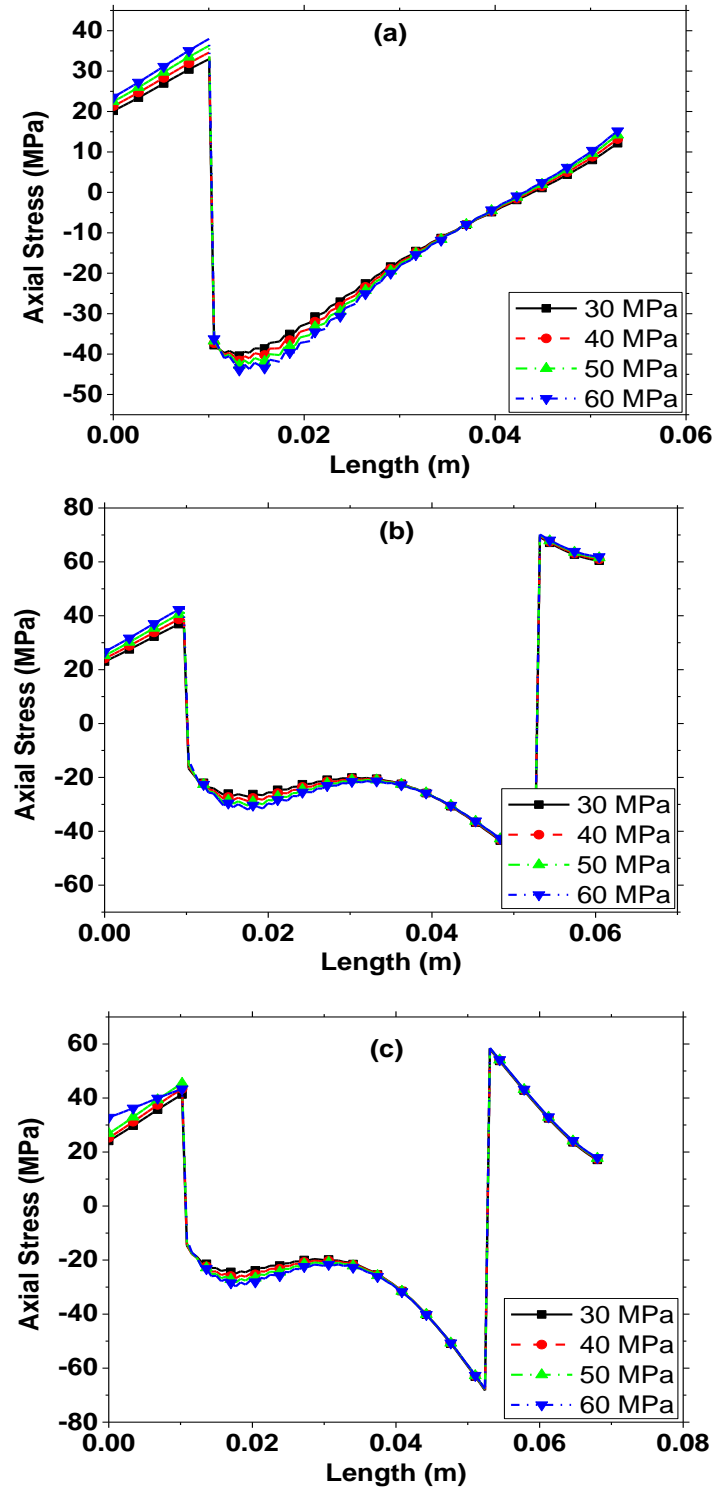 (a)
Axial Stress (MPa)
40
30
20
10
0
-10
-20
-30
-40
-50
30 MPa
40 MPa
50 MPa
60 MPa
0.00 0.02 0.04 0.06
Length (m)
(b)
Axial Stress (MPa)
80
60
40
20
0
-20
-40
-60
30 MPa
40 MPa
50 MPa
60 MPa
0.00 0.02 0.04 0.06
Length (m)
(c)
Axial Stress (MPa)
60
40
20
0
-20
-40
-60
-80
30 MPa
40 MPa
50 MPa
60 MPa
0.00 0.02 0.04 0.06 0.08
Length (m)